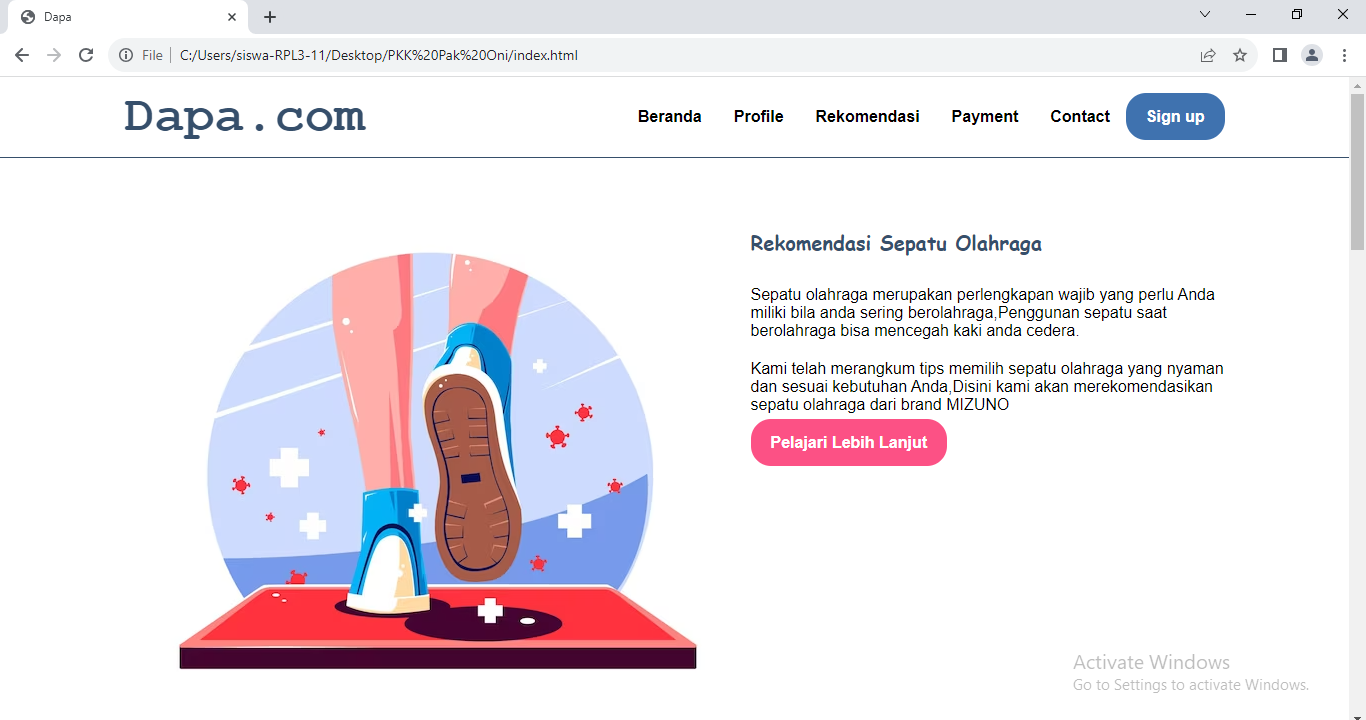 Dapa
File C:/Users/siswa-RPL3-11/Desktop/PKK%20Pak%20Oni/index.html
Dapa.com
Beranda Profile Rekomendasi Payment Contact Sign up
Rekomendasi Sepatu Olahraga
Sepatu olahraga merupakan perlengkapan wajib yang perlu Anda
miliki bila anda sering berolahraga,Penggunan sepatu saat
berolahraga bisa mencegah kaki anda cedera.
Kami telah merangkum tips memilih sepatu olahraga yang nyaman
dan sesuai kebutuhan Anda,Disini kami akan merekomendasikan
sepatu olahraga dari brand MIZUNO
Pelajari Lebih Lanjut
Activate Windows
Go to Settings to activate Windows.